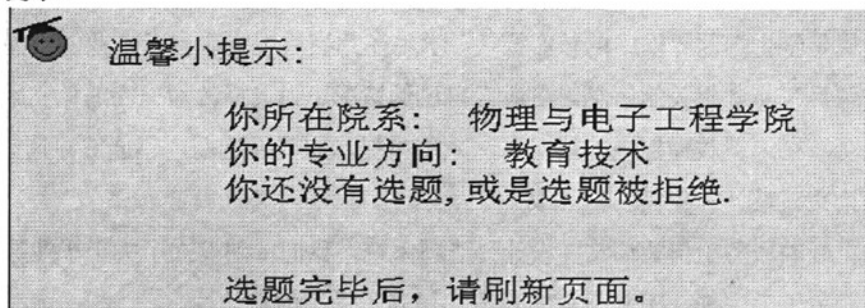 温馨小提示:
你所在院系: 物理与电子工程学院
你的专业方向: 教育技术
你还没有选题, 或是选题被拒绝.
选题完毕后, 请刷新页面。